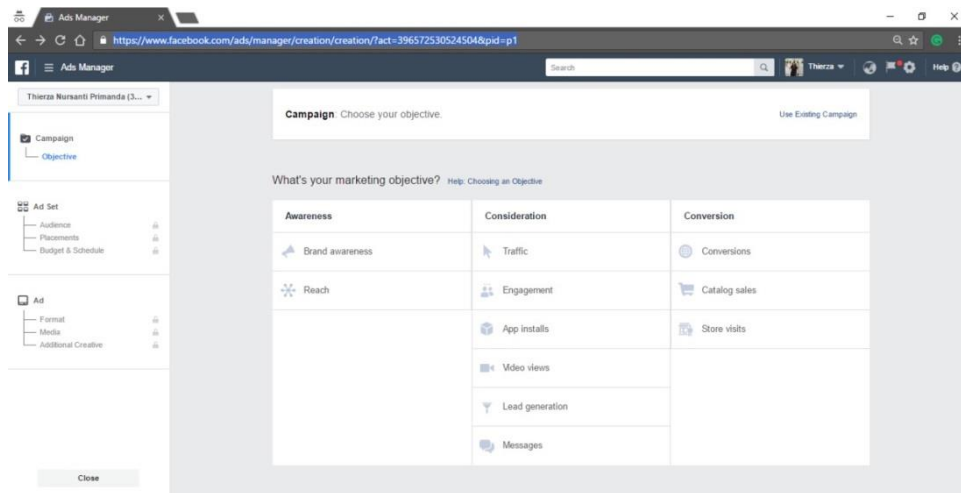 Ads Manager
https://www.facebook.com/ads/manager/creation/creation/?act=396572530524504&pid=p1
Ads Manager
Search
Thierza
Help
Thierza Nursanti Primanda (3...
Campaign
Objective
Ad Set
Audience
Placements
Budget & Schedule
Ad
Format
Media
Additional Creative
Close
Campaign: Choose your objective.
Use Existing Campaign
What's your marketing objective? Help: Choosing an Objective
Awareness
Brand awareness
Reach
Consideration
Traffic
Engagement
App installs
Video views
Lead generation
Messages
Conversion
Conversions
Catalog sales
Store visits